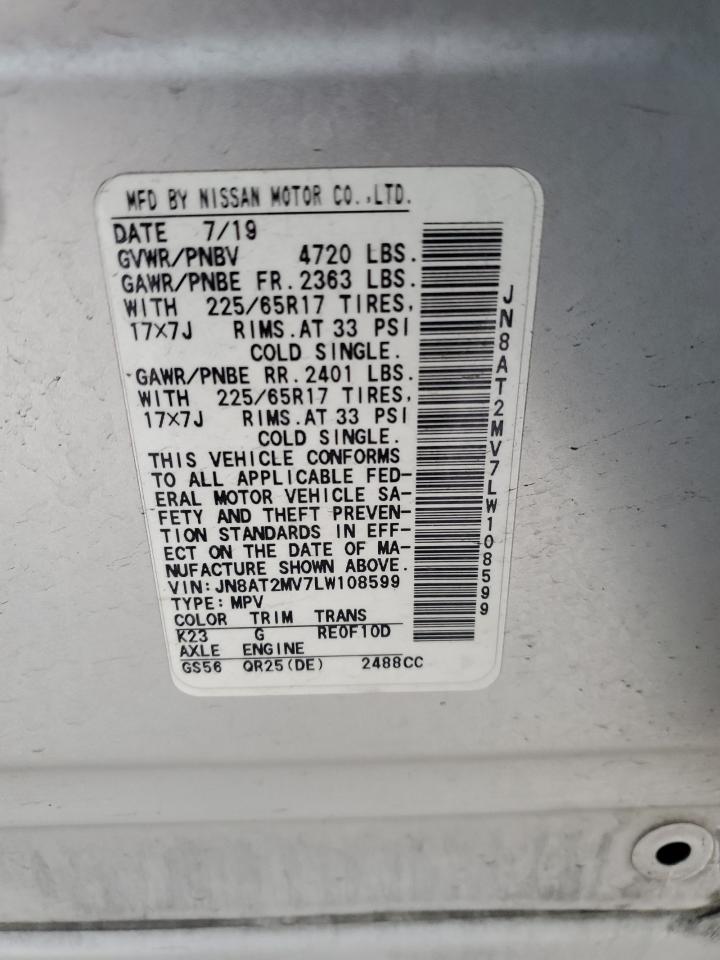 MFD BY NISSAN MOTOR CO.,LTD.
DATE 7/19
GVWR/PNBV 4720 LBS.
GAWR/PNBE FR.2363 LBS.
WITH 225/65R17 TIRES,
17×7J RIMS.AT 33 PSI
COLD SINGLE.
GAWR/PNBE RR.2401 LBS.
WITH 225/65R17 TIRES,
17×7J RIMS.AT 33 PSI
COLD SINGLE.
THIS VEHICLE CONFORMS
TO ALL APPLICABLE FED-
ERAL MOTOR VEHICLE SA-
FETY AND THEFT PREVEN-
TION STANDARDS IN EFF-
ECT ON THE DATE OF MA-
NUFACTURE SHOWN ABOVE.
VIN:JN8AT2MV7LW108599
TYPE:MPV
COLOR TRIM TRANS
K23 G RE0F10D
AXLE ENGINE
GS56 QR25(DE) 2488CC
JN8AT2MV7LW108599